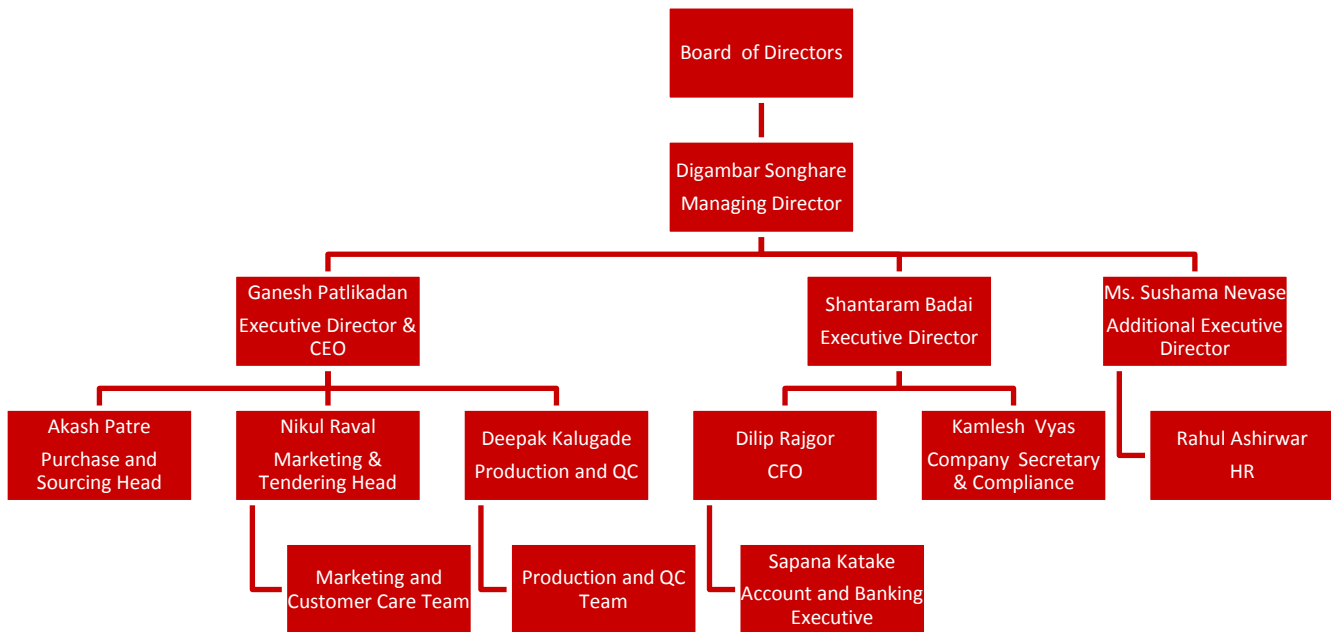 Board  of Directors
Digambar Songhare
Managing Director
Ganesh Patlikadan
Executive Director &
CEO
Shantaram Badai
Executive Director
Ms. Sushama Nevase
Additional Executive
Director
Akash Patre
Purchase and
Sourcing Head
Nikul Raval
Marketing &
Tendering Head
Deepak Kalugade
Production and QC
Dilip Rajgor
CFO
Kamlesh  Vyas
Company  Secretary
& Compliance
Rahul Ashirwar
HR
Marketing and
Customer Care Team
Production and QC
Team
Sapana Katake
Account and Banking
Executive